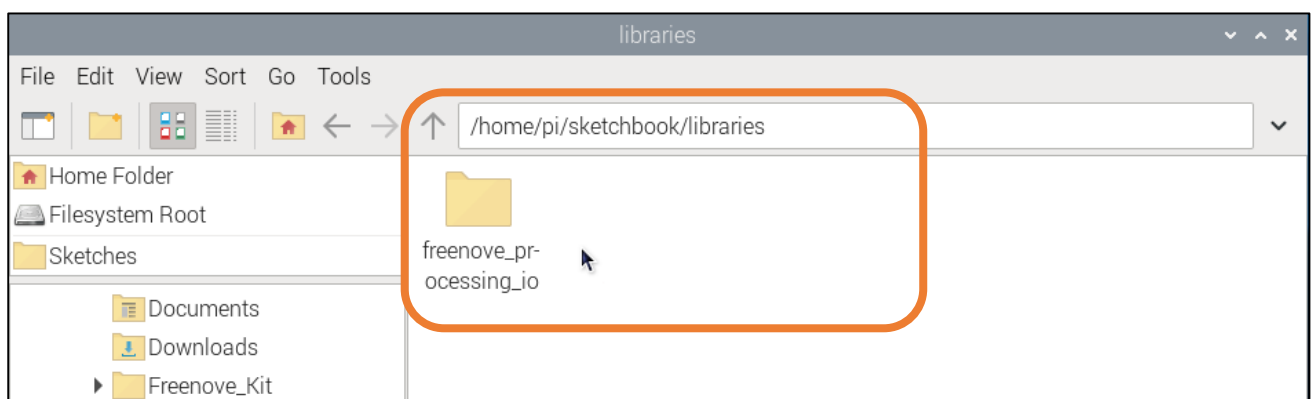 libraries
File Edit View Sort Go Tools
/home/pi/sketchbook/libraries
Home Folder
Filesystem Root
Sketches
Documents
Downloads
Freenove_Kit
freenove_pr-
ocessing_io